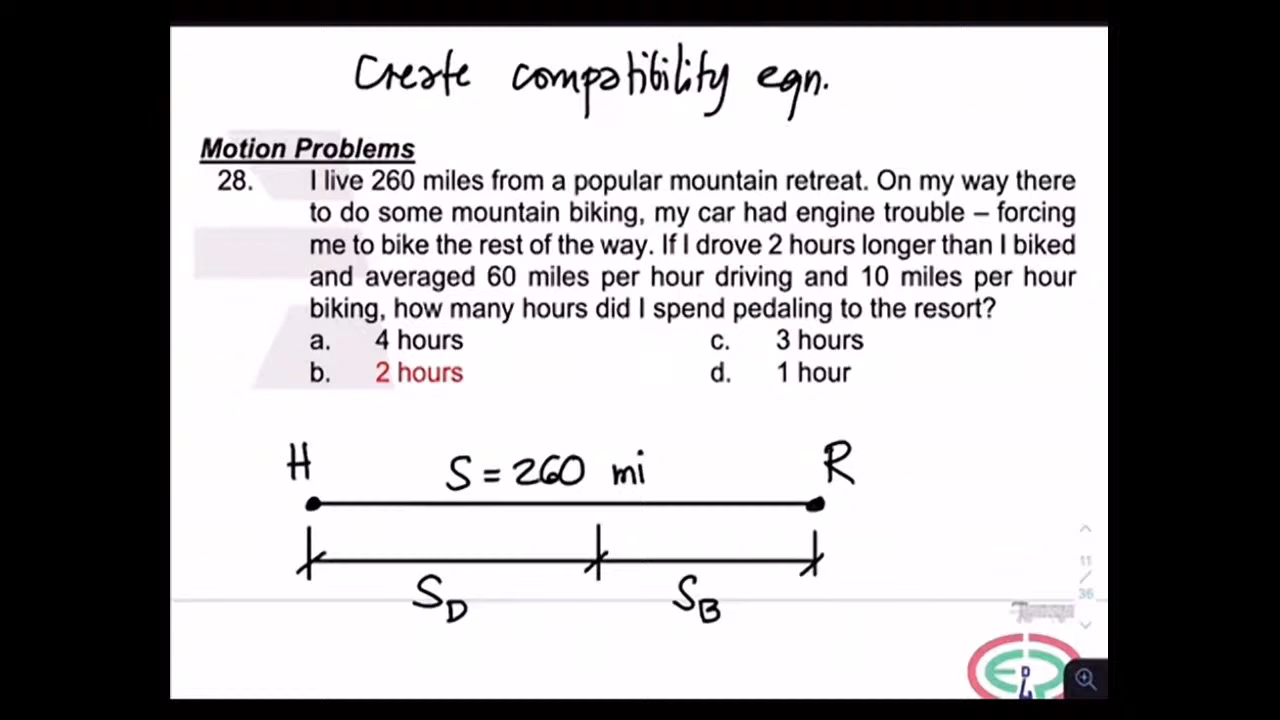 Create compatibility eqn.
Motion Problems
28. I live 260 miles from a popular mountain retreat. On my way there
to do some mountain biking, my car had engine trouble – forcing
me to bike the rest of the way. If I drove 2 hours longer than I biked
and averaged 60 miles per hour driving and 10 miles per hour
biking, how many hours did I spend pedaling to the resort?
a. 4 hours c. 3 hours
b. 2 hours d. 1 hour
H S = 260 mi R
S_D S_B
11
/
36